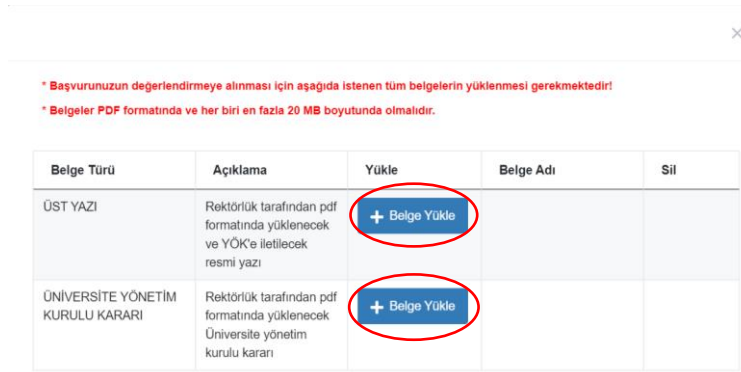 ×
* Başvurunuzun değerlendirmeye alınması için aşağıda istenen tüm belgelerin yüklenmesi gerekmektedir!
* Belgeler PDF formatında ve her biri en fazla 20 MB boyutunda olmalıdır.
Belge Türü Açıklama Yükle Belge Adı Sil
ÜST YAZI
Rektörlük tarafından pdf
formatında yüklenecek
ve YÖK'e iletilecek
resmi yazı
+ Belge Yükle
ÜNİVERSİTE YÖNETİM
KURULU KARARI
Rektörlük tarafından pdf
formatında yüklenecek
Üniversite yönetim
kurulu kararı
+ Belge Yükle